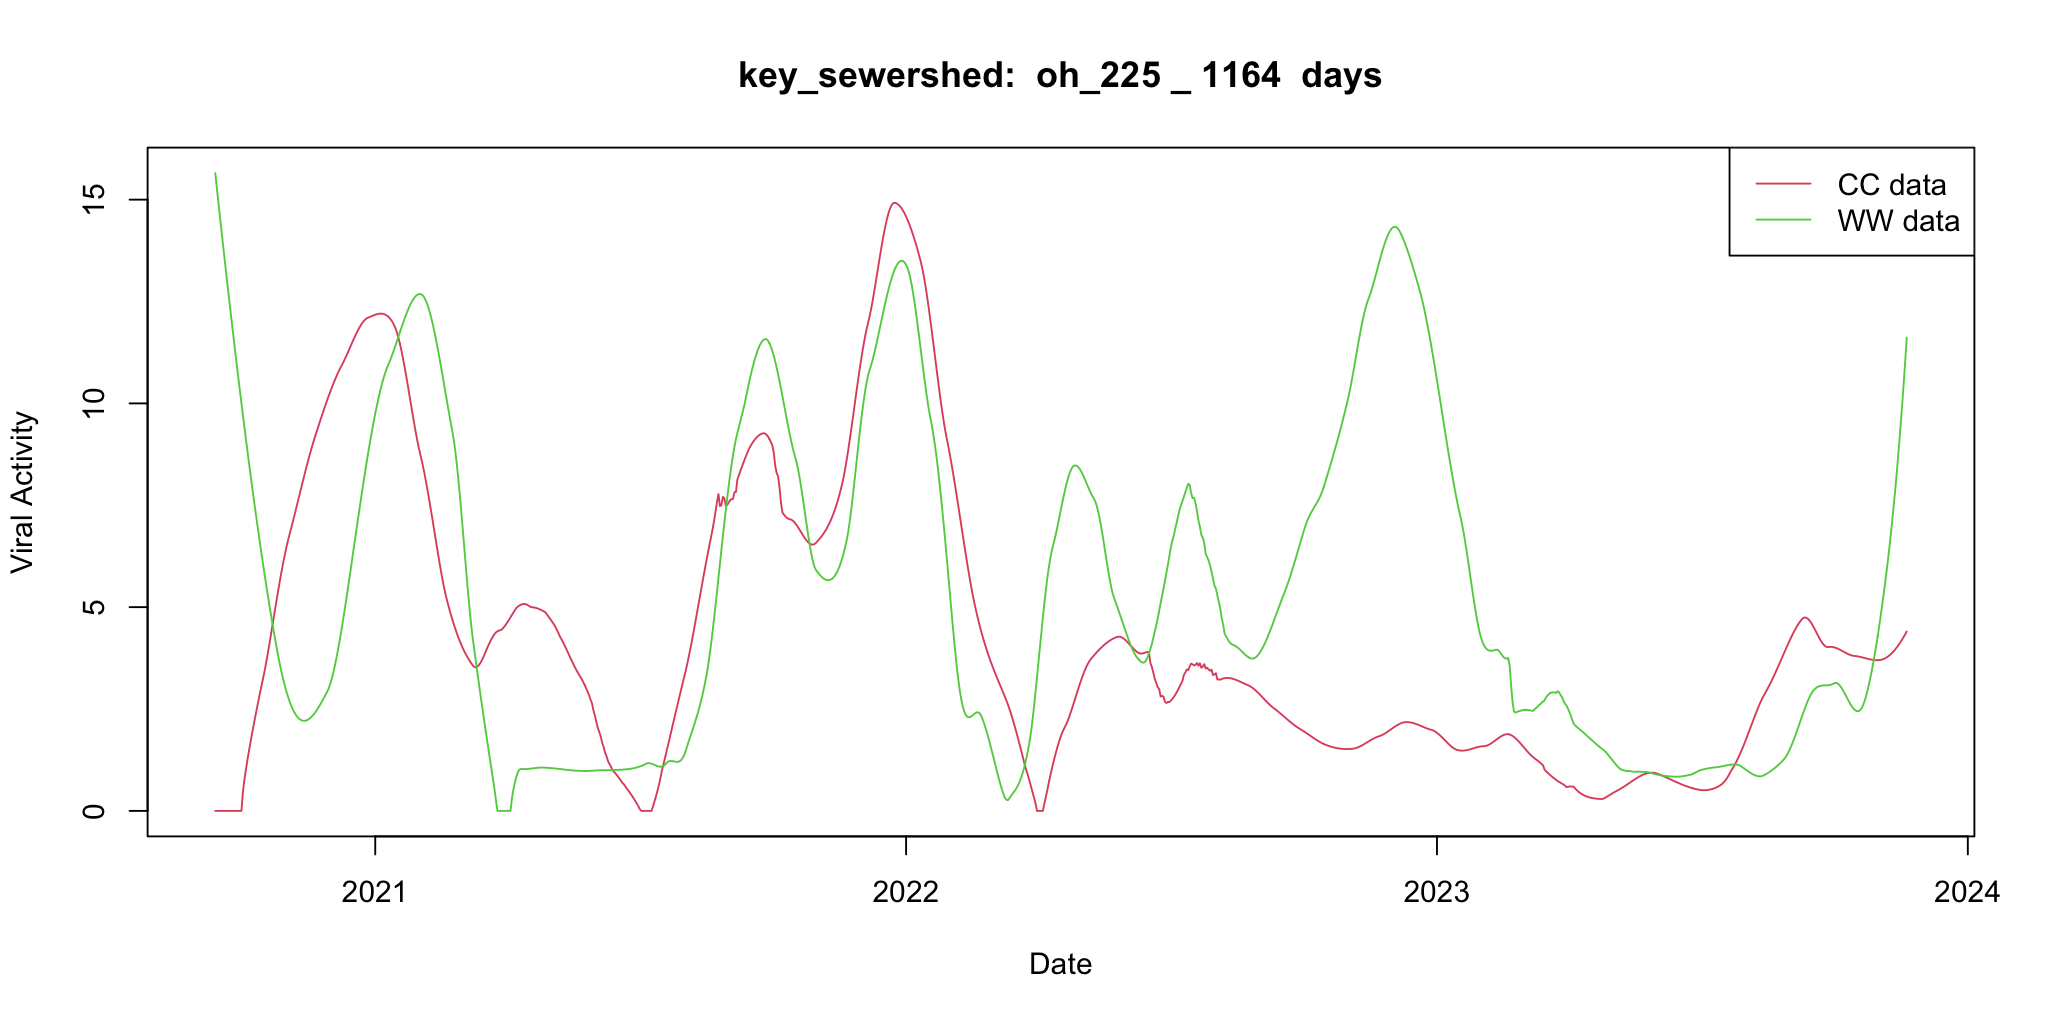 key_sewershed: oh_225 _ 1164 days
CC data
WW data
Viral Activity
15
10
5
0
2021
2022
2023
2024
Date